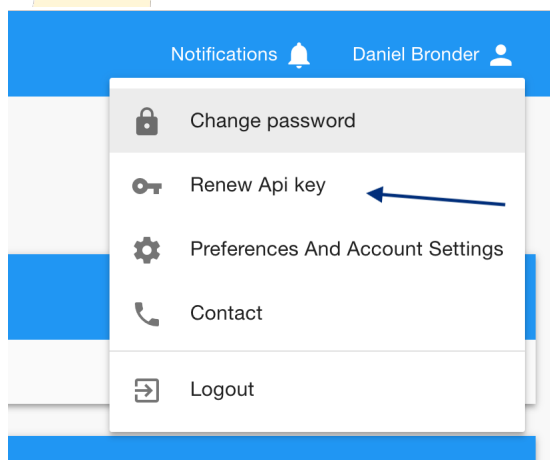 Notifications Daniel Bronder
Change password
Renew Api key
Preferences And Account Settings
Contact
Logout